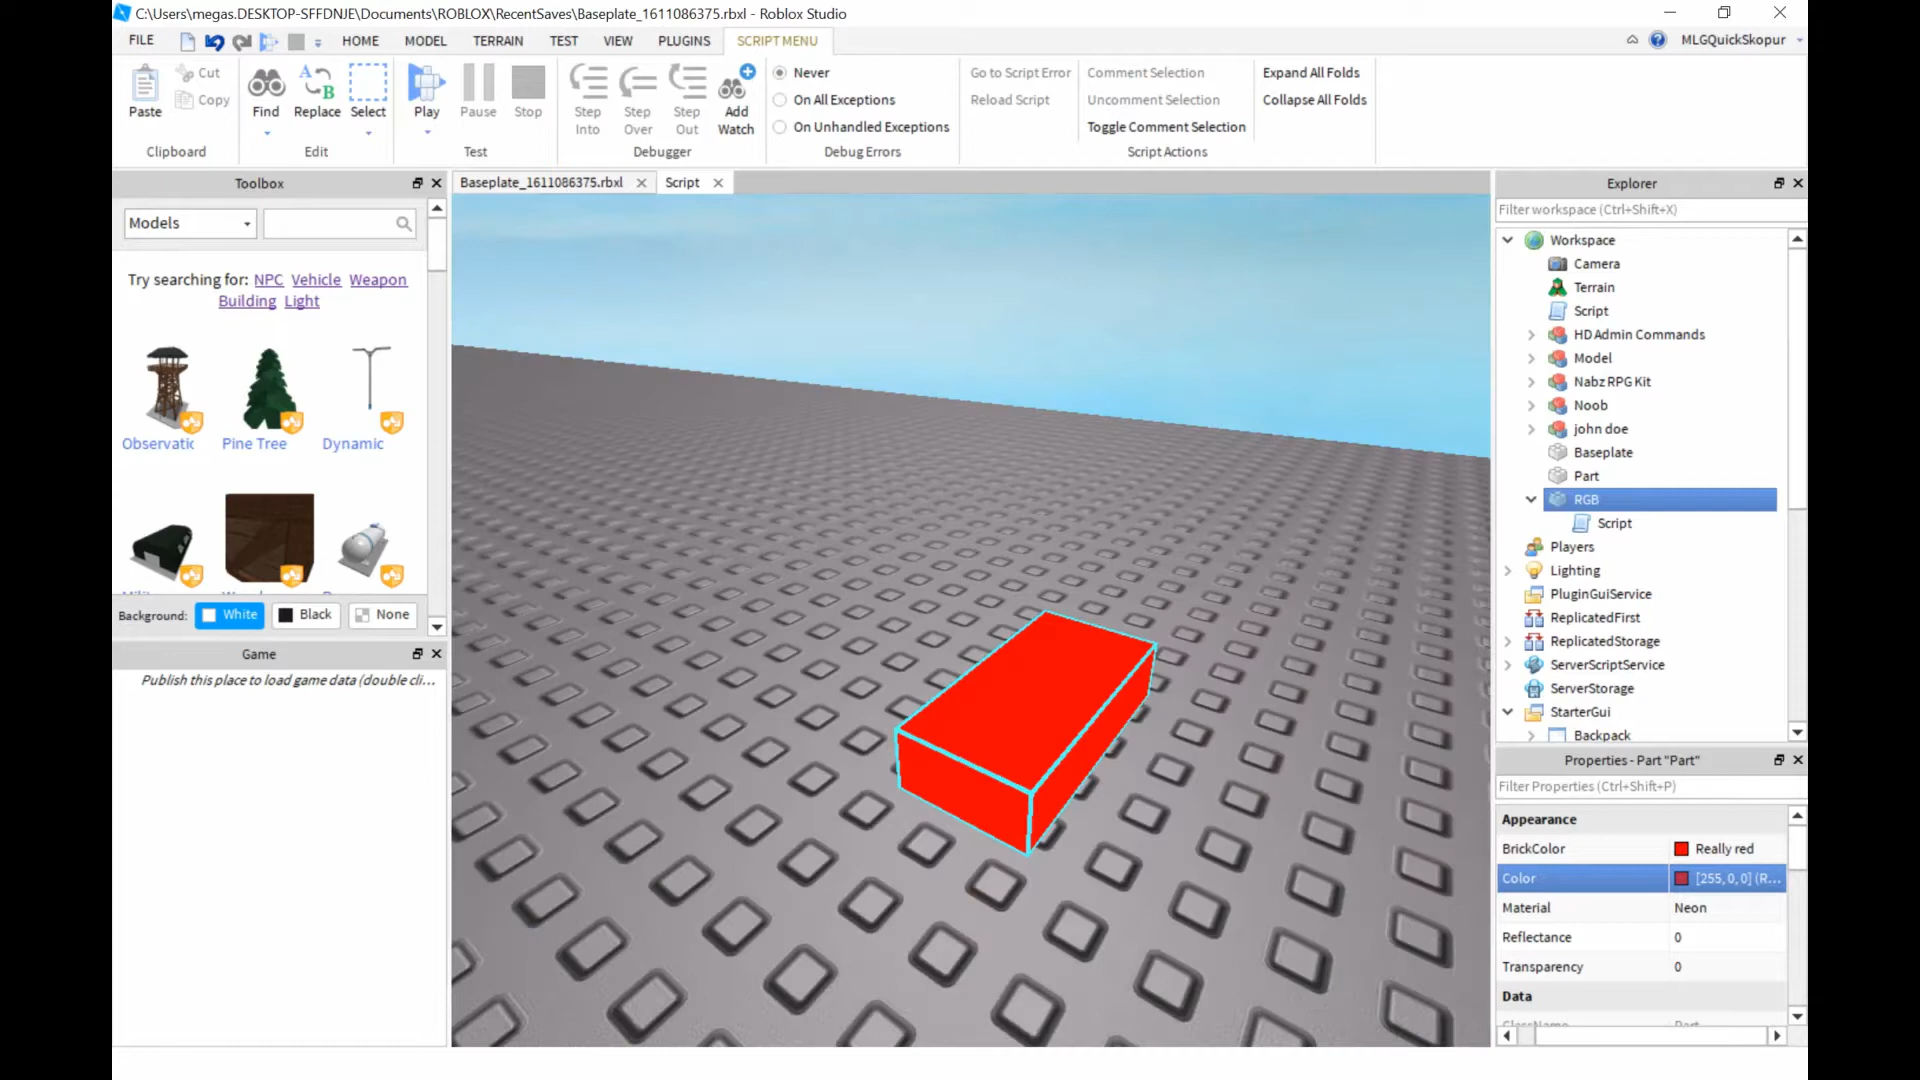 C:\Users\megas.DESKTOP-SFFDNJE\Documents\ROBLOX\RecentSaves\Baseplate_1611086375.rbxl - Roblox Studio
FILE HOME MODEL TERRAIN TEST VIEW PLUGINS SCRIPT MENU MLGQuickSkopur
Paste
Cut
Copy
Clipboard
Find
Replace
Select
Edit
Play
Pause
Stop
Test
Step Into
Step Over
Step Out
Add Watch
Debugger
Never
On All Exceptions
On Unhandled Exceptions
Debug Errors
Go to Script Error
Reload Script
Comment Selection
Uncomment Selection
Toggle Comment Selection
Expand All Folds
Collapse All Folds
Script Actions
Toolbox
Models
Try searching for: NPC Vehicle Weapon
Building Light
Observatic Pine Tree Dynamic
Background: White Black None
Game
Publish this place to load game data (double cli...
Baseplate_1611086375.rbxl Script
Explorer
Filter workspace (Ctrl+Shift+X)
Workspace
Camera
Terrain
Script
HD Admin Commands
Model
Nabz RPG Kit
Noob
john doe
Baseplate
Part
RGB
Script
Players
Lighting
PluginGuiService
ReplicatedFirst
ReplicatedStorage
ServerScriptService
ServerStorage
StarterGui
Backpack
Properties - Part "Part"
Filter Properties (Ctrl+Shift+P)
Appearance
BrickColor Really red
Color [255, 0, 0] (R...
Material Neon
Reflectance 0
Transparency 0
Data
ClassName Part